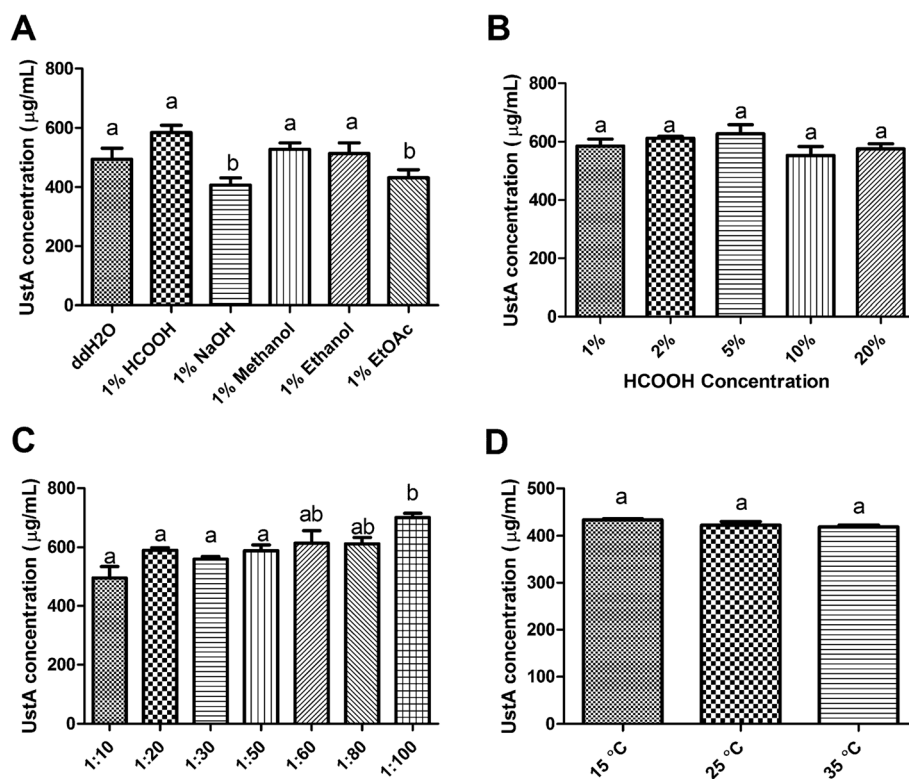 A
UstA concentration (μg/mL)
800
600
400
200
0
a
a
b
a
a
b
ddH2O
1% HCOOH
1% NaOH
1% Methanol
1% Ethanol
1% EtOAc
B
UstA concentration (μg/mL)
800
600
400
200
0
a
a
a
a
a
1%
2%
5%
10%
20%
HCOOH Concentration
C
UstA concentration (μg/mL)
800
600
400
200
0
a
a
a
a
ab
ab
b
1:10
1:20
1:30
1:50
1:60
1:80
1:100
D
UstA concentration (μg/mL)
500
400
300
200
100
0
a
a
a
15 °C
25 °C
35 °C